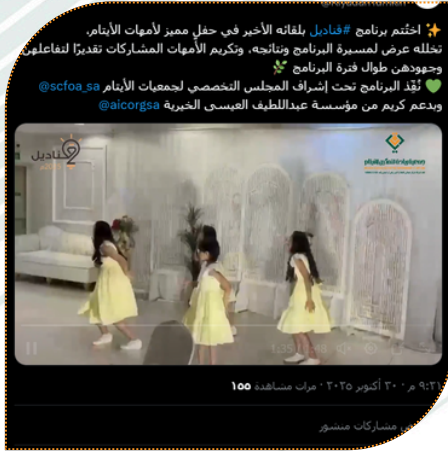 ✨ اختُتم برنامج #قناديل بلقائه الأخير في حفلٍ مميز لأمهات الأيتام،
تخلله عرض لمسيرة البرنامج ونتائجه، وتكريم الأمهات المشاركات تقديرًا لتفاعلهن
وجهودهن طوال فترة البرنامج 🌿
💚 نُفّذ البرنامج تحت إشراف المجلس التخصصي لجمعيات الأيتام @scfoa_sa
وبدعم كريم من مؤسسة عبداللطيف العيسى الخيرية @aicorgsa
قناديل
٩:٢١ م · ٣٠ أكتوبر ٢٠٢٥ · مرات مشاهدة ١٥٥
مشاركات منشور